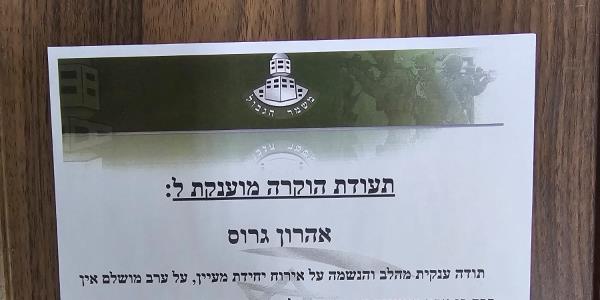 משמר הגבול
תעודת הוקרה מוענקת ל:
אהרון גרוס
תודה ענקית מהלב והנשמה על אירוח יחידת מעיין, על ערב מושלם אין